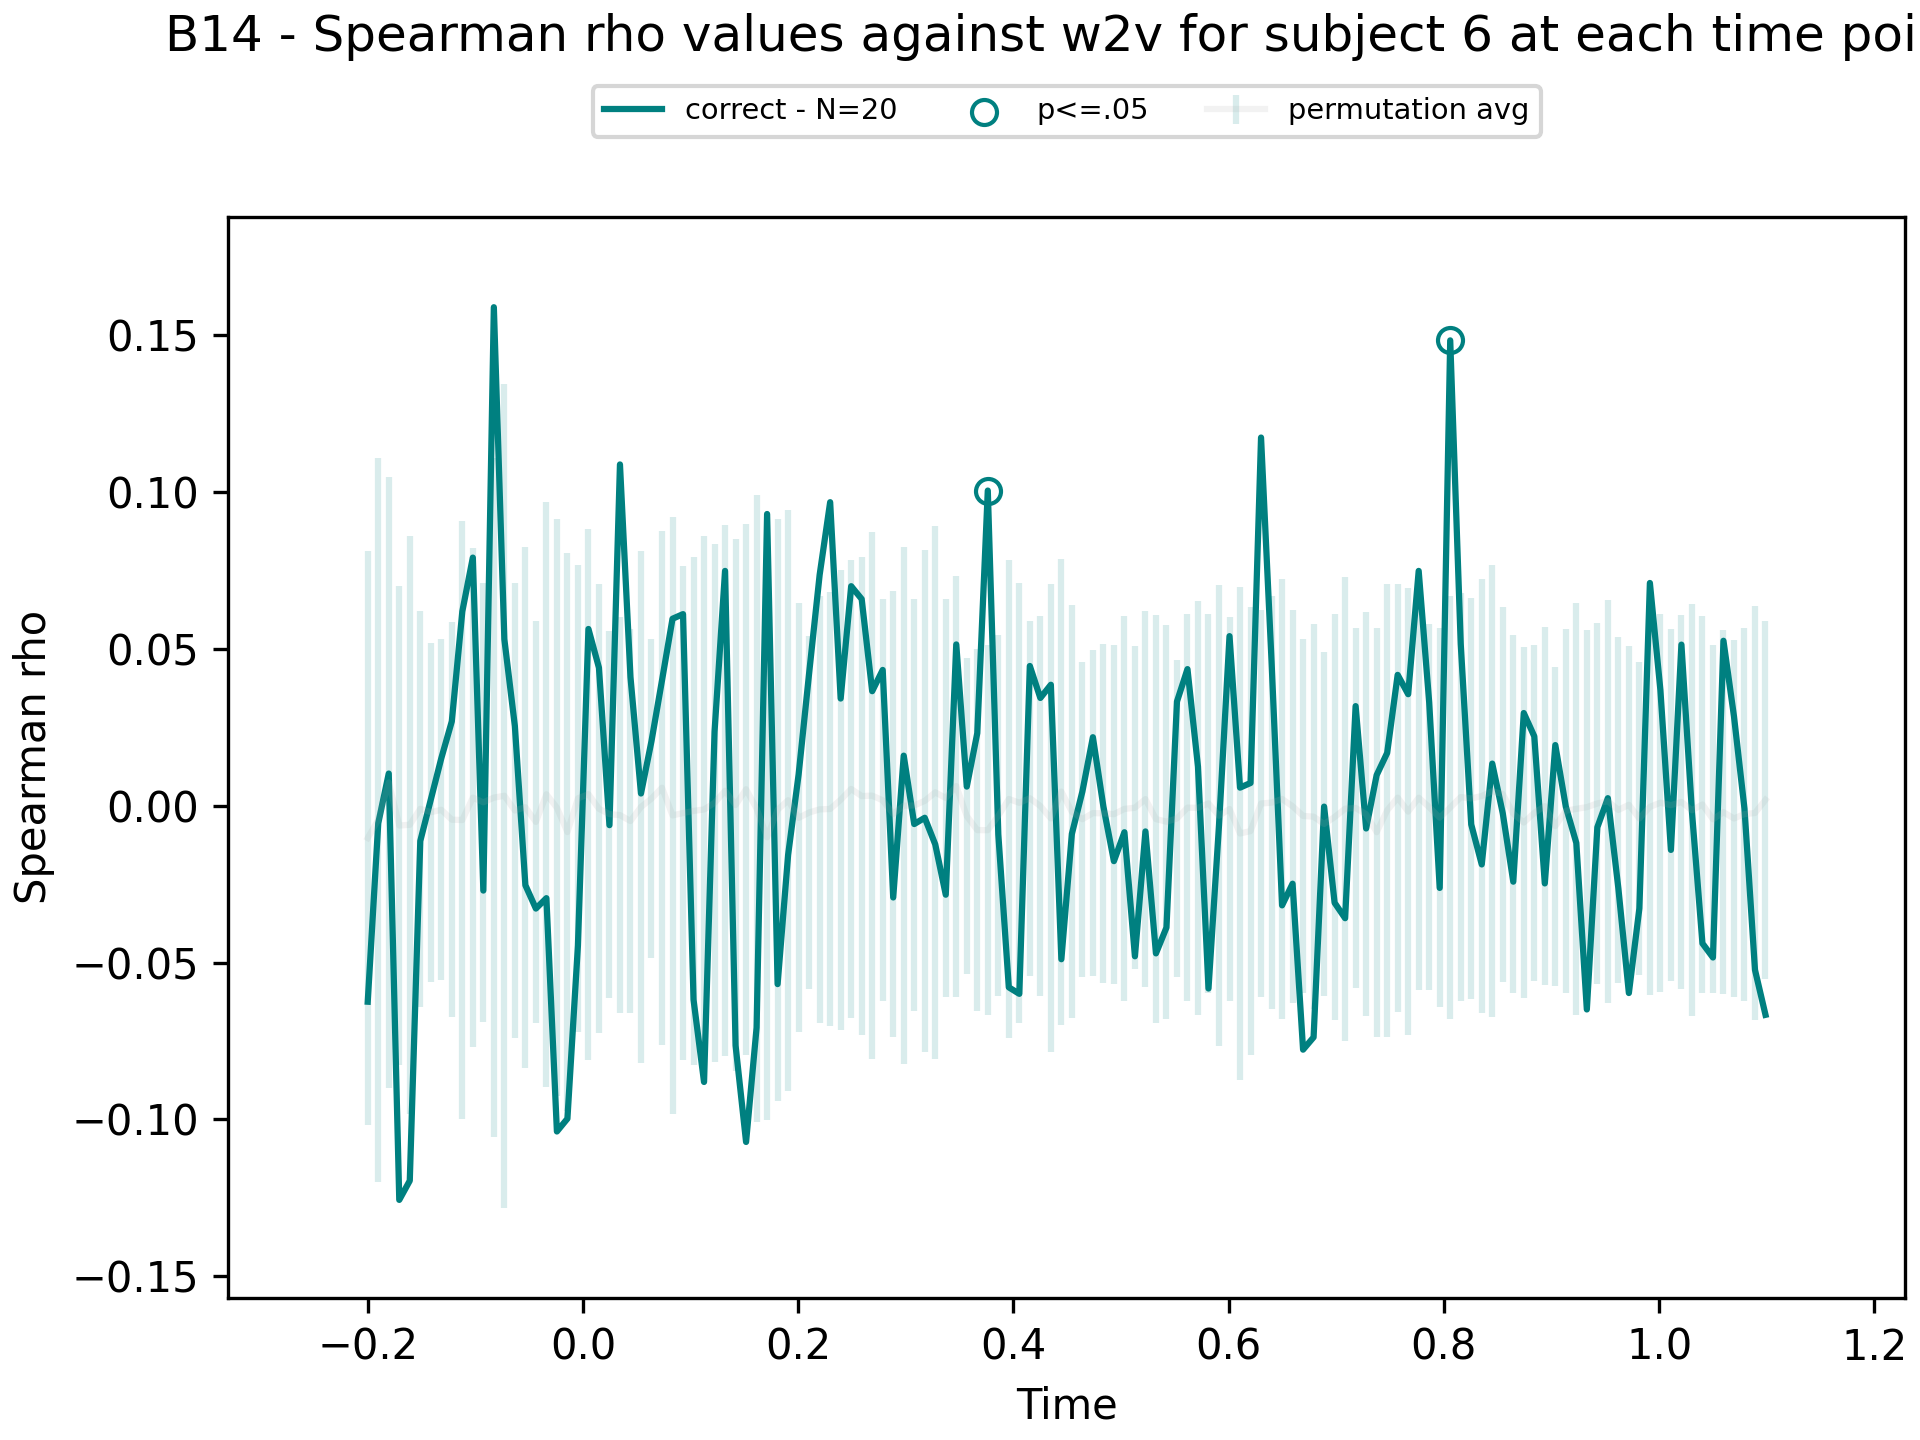 B14 - Spearman rho values against w2v for subject 6 at each time poi
correct - N=20 p<=.05 permutation avg
Spearman rho
0.15
0.10
0.05
0.00
−0.05
−0.10
−0.15
−0.2 0.0 0.2 0.4 0.6 0.8 1.0 1.2
Time